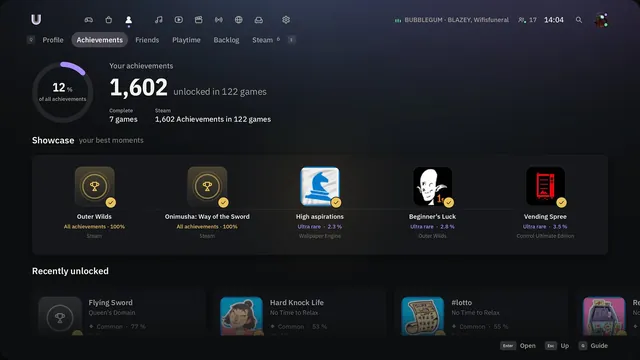 U
BUBBLEGUM · BLAZEY, Wifisfuneral
17
14:04
Profile
Achievements
Friends
Playtime
Backlog
Steam
12 %
of all achievements
Your achievements
1,602 unlocked in 122 games
Complete
7 games
Steam
1,602 Achievements in 122 games
Showcase your best moments
Outer Wilds
All achievements · 100%
Steam
Onimusha: Way of the Sword
All achievements · 100%
Steam
High aspirations
Ultra rare · 2.3 %
Wallpaper Engine
Beginner's Luck
Ultra rare · 2.8 %
Outer Wilds
Vending Spree
Ultra rare · 3.5 %
Control Ultimate Edition
Recently unlocked
Flying Sword
Queen's Domain
Common · 77 %
Hard Knock Life
No Time to Relax
Common · 55 %
#lotto
No Time to Relax
Common · 53 %
Enter Open
Esc Up
Guide